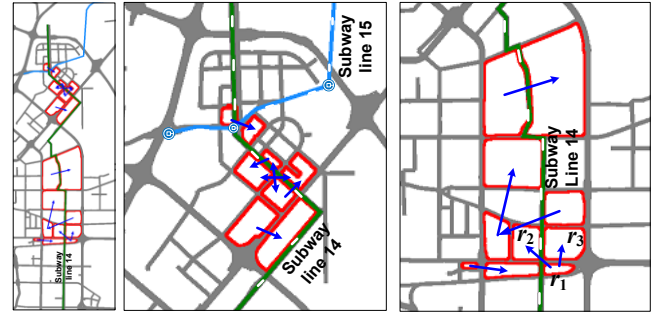 Subway
line 14
Subway
line 15
Subway
line 14
Subway
Line 14
r2
r3
r1